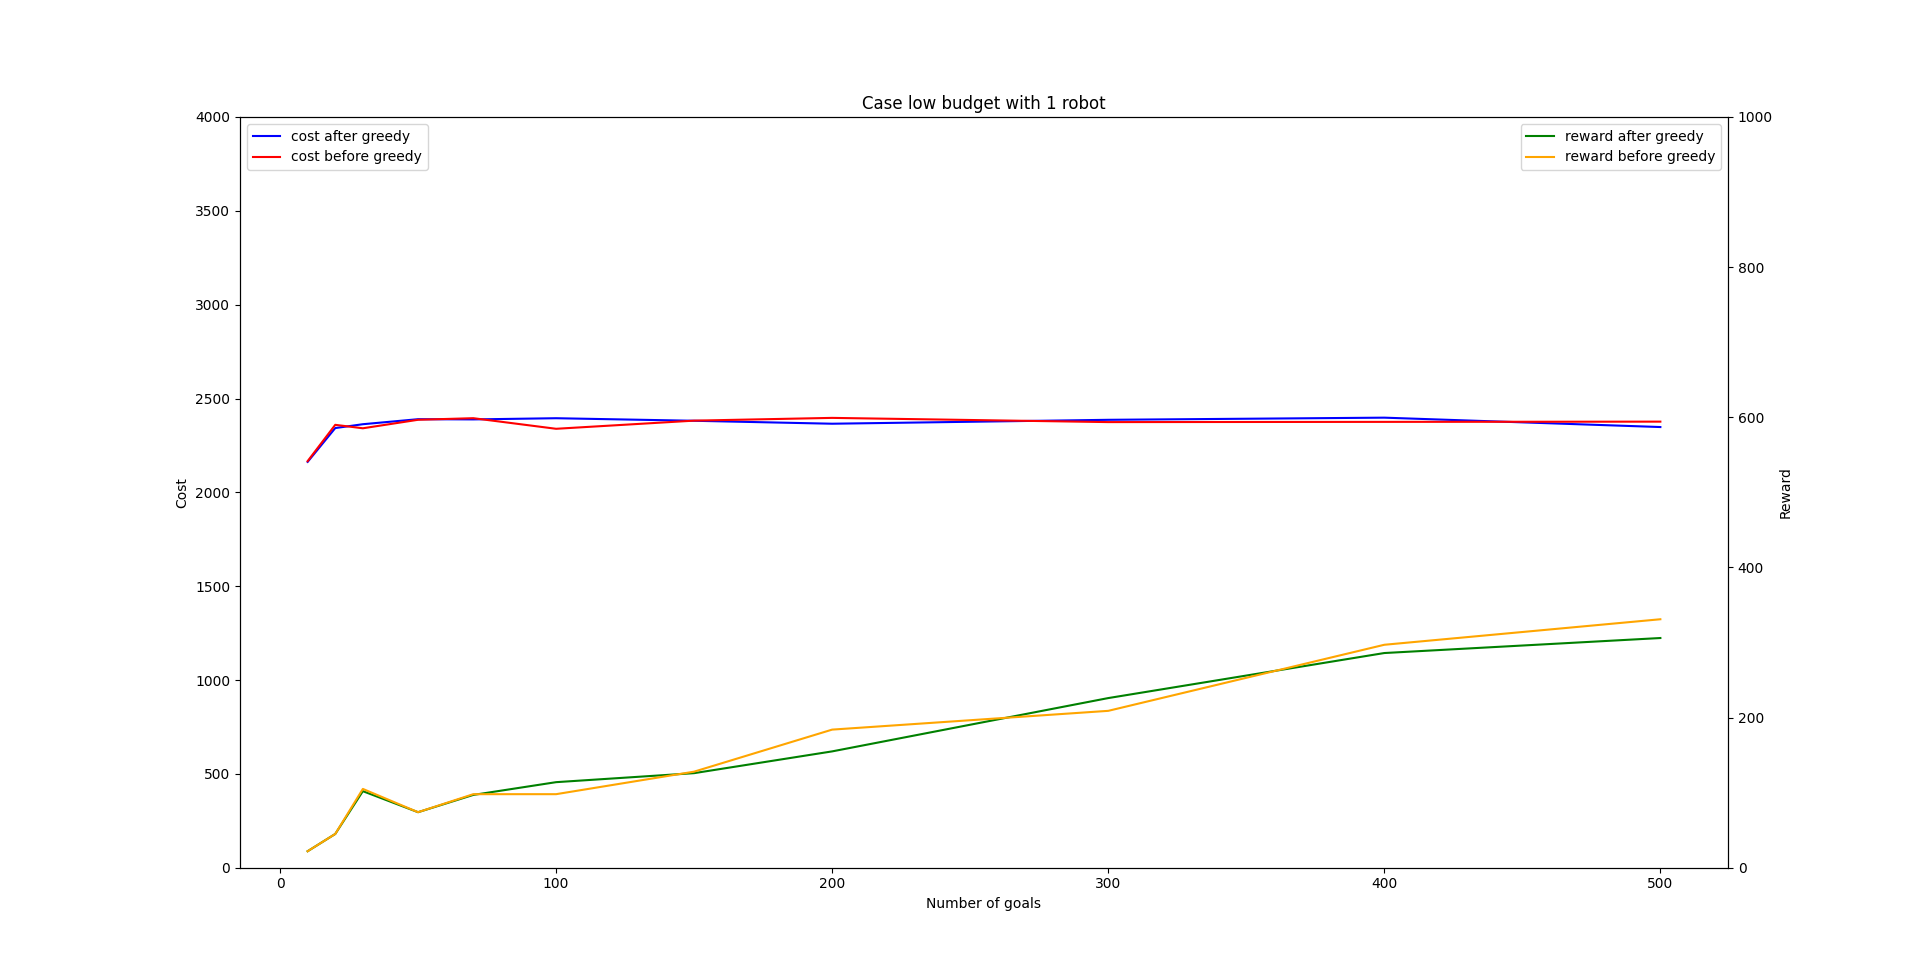 Case low budget with 1 robot
cost after greedy
cost before greedy
reward after greedy
reward before greedy
4000
3500
3000
2500
2000
1500
1000
500
0
Cost
1000
800
600
400
200
0
Reward
0 100 200 300 400 500
Number of goals